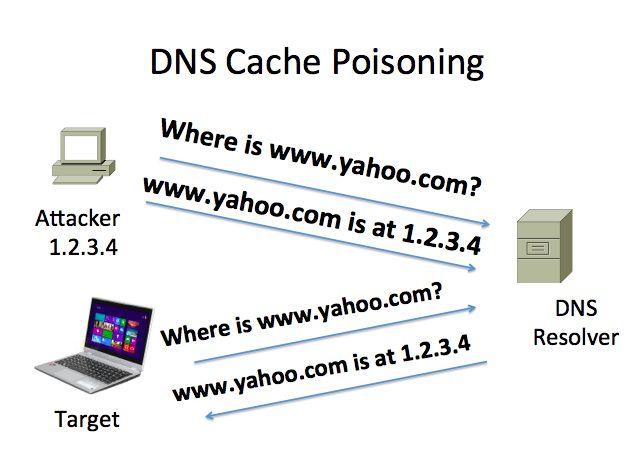 DNS Cache Poisoning
Where is www.yahoo.com?
www.yahoo.com is at 1.2.3.4
Attacker
1.2.3.4
DNS
Resolver
Where is www.yahoo.com?
www.yahoo.com is at 1.2.3.4
Target